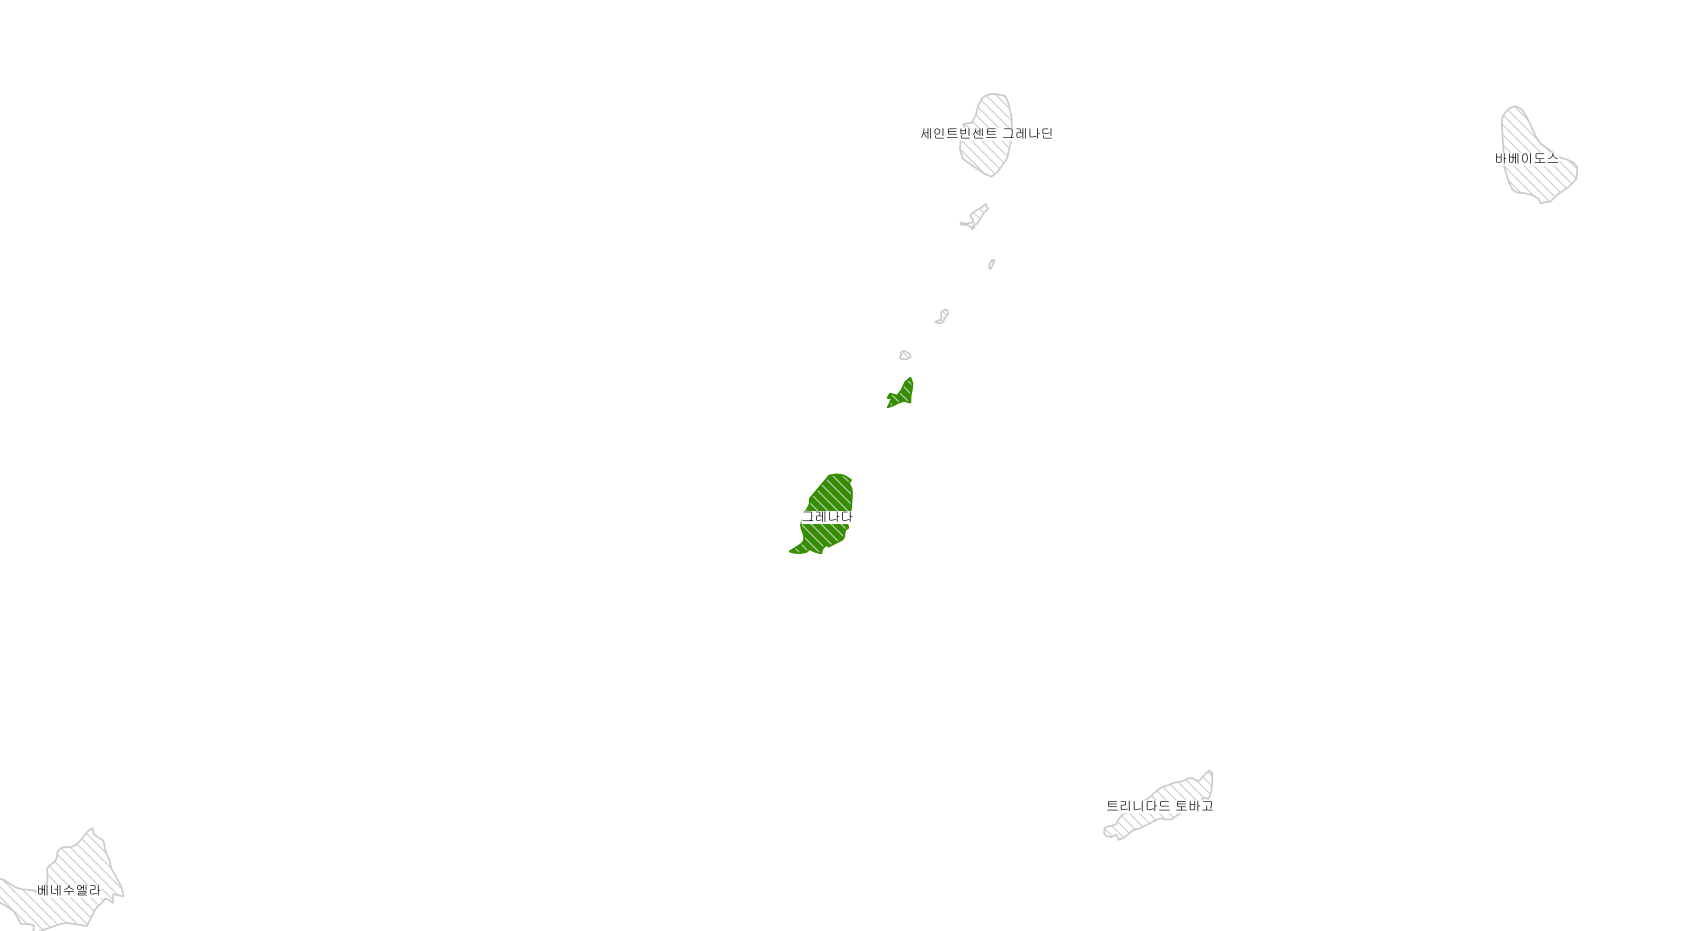 세인트빈센트 그레나딘
바베이도스
그레나다
트리니다드 토바고
베네수엘라